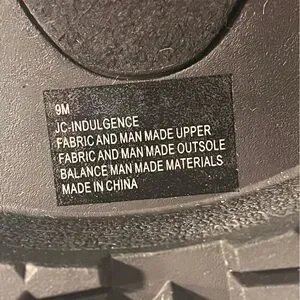 9M
JC-INDULGENCE
FABRIC AND MAN MADE UPPER
FABRIC AND MAN MADE OUTSOLE
BALANCE MAN MADE MATERIALS
MADE IN CHINA